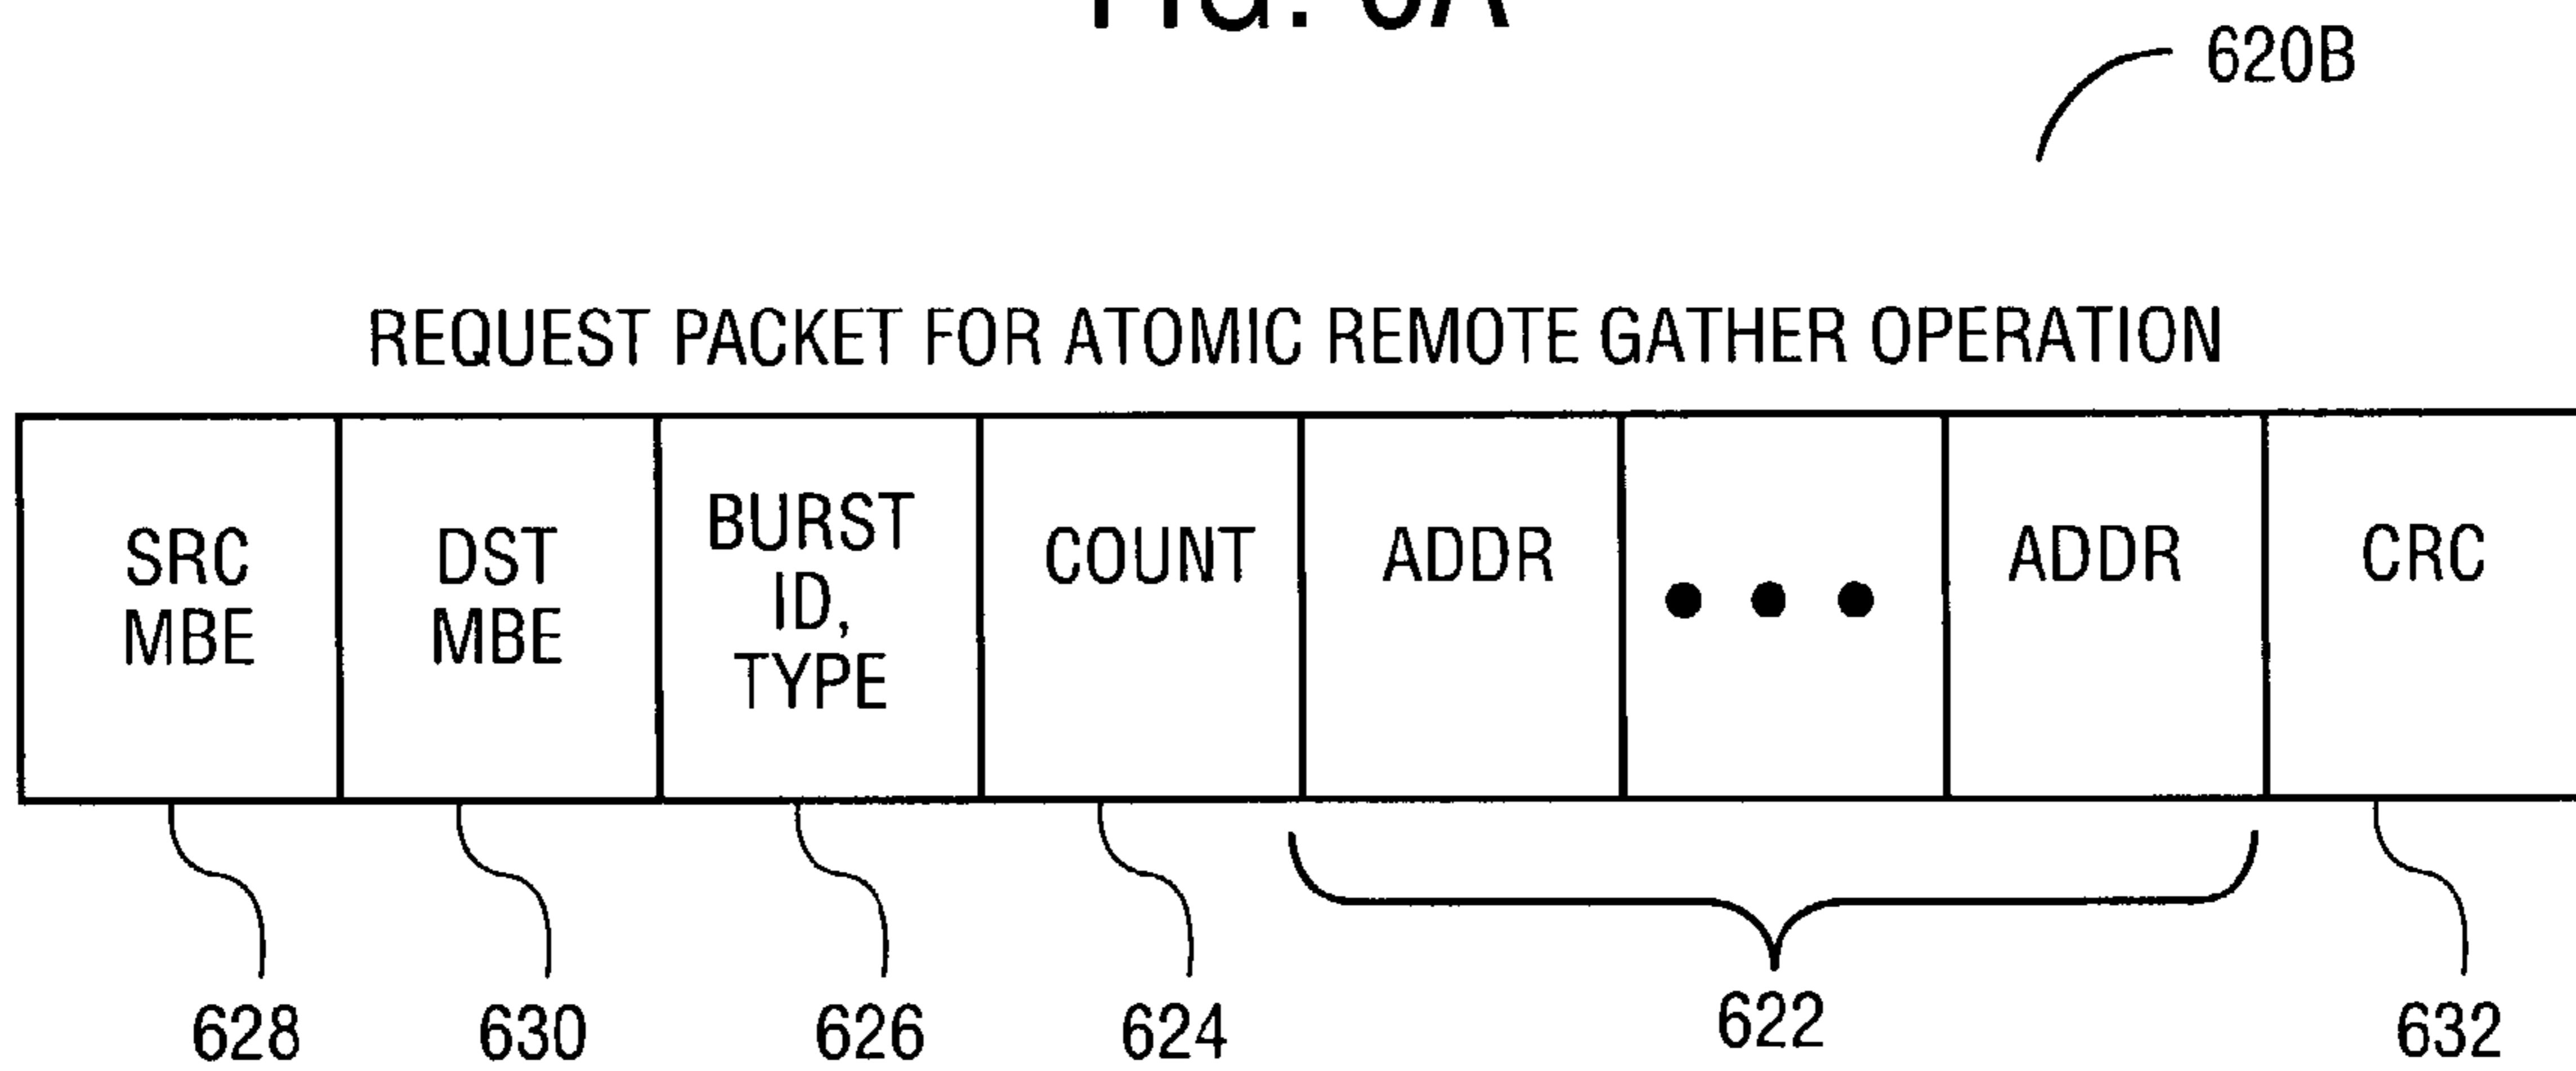 620B
REQUEST PACKET FOR ATOMIC REMOTE GATHER OPERATION
SRC
MBE
DST
MBE
BURST
ID,
TYPE
COUNT
ADDR
• • •
ADDR
CRC
628
630
626
624
622
632